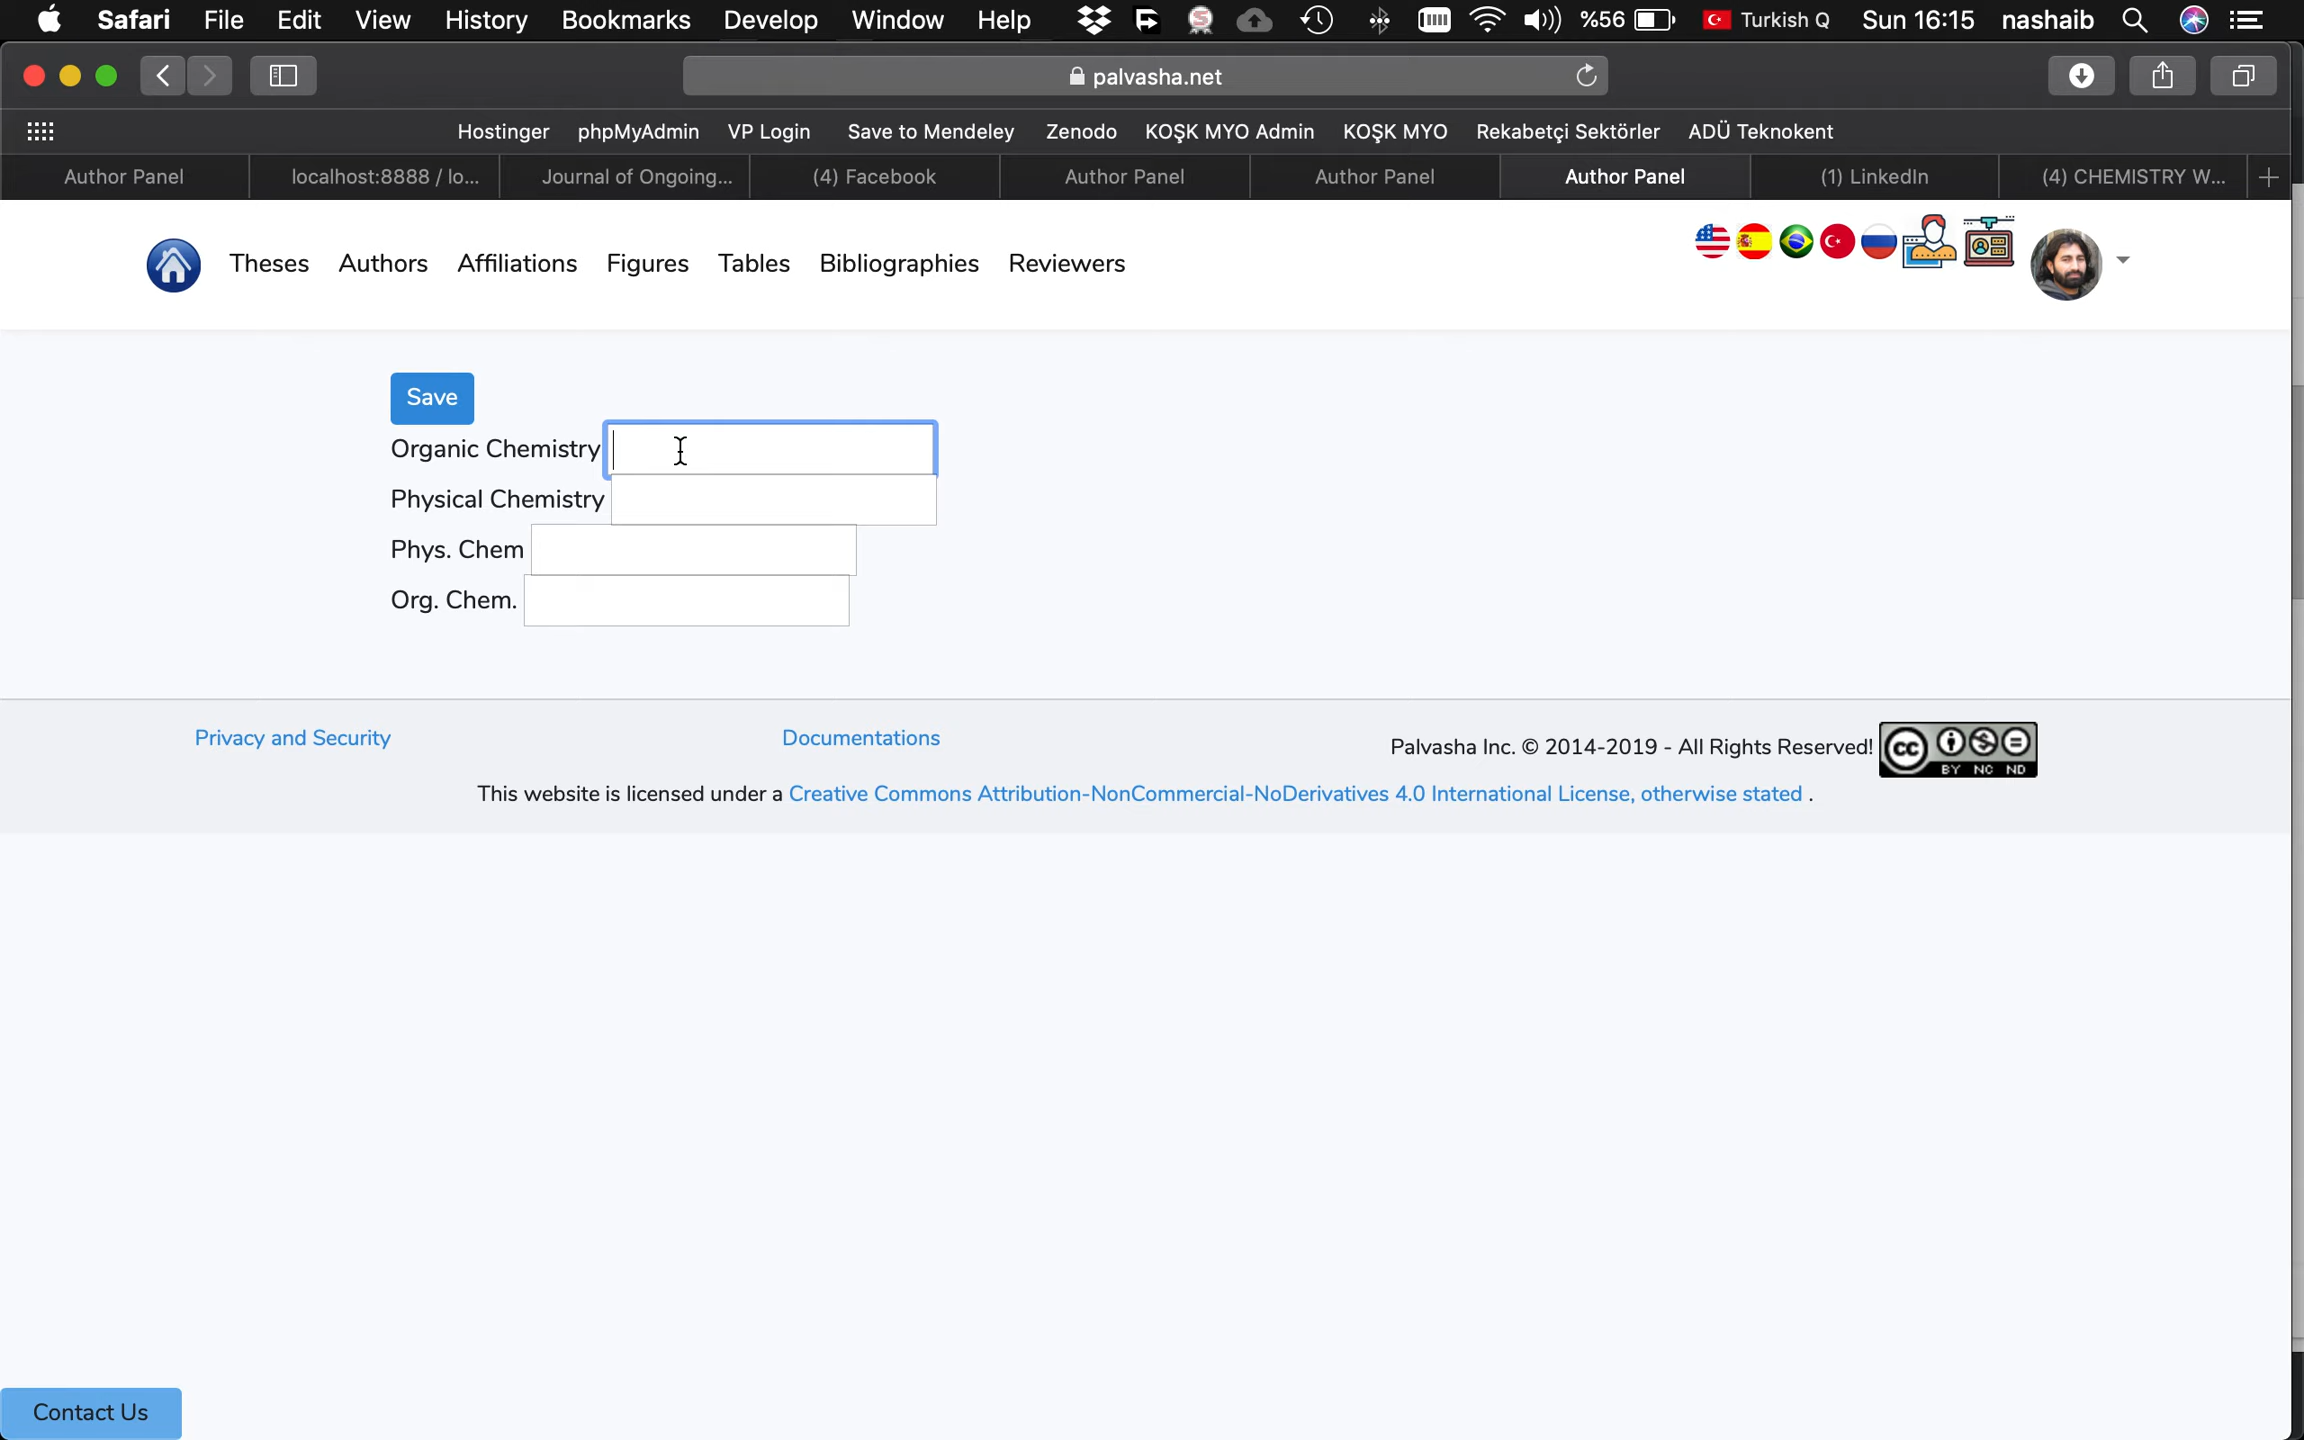 Safari File Edit View History Bookmarks Develop Window Help %56 Turkish Q Sun 16:15 nashaib
palvasha.net
Hostinger phpMyAdmin VP Login Save to Mendeley Zenodo KOŞK MYO Admin KOŞK MYO Rekabetçi Sektörler ADÜ Teknokent
Author Panel localhost:8888 / lo... Journal of Ongoing... (4) Facebook Author Panel Author Panel Author Panel (1) LinkedIn (4) CHEMISTRY W...
Theses Authors Affiliations Figures Tables Bibliographies Reviewers
Save
Organic Chemistry
Physical Chemistry
Phys. Chem
Org. Chem.
Privacy and Security Documentations Palvasha Inc. © 2014-2019 - All Rights Reserved! cc BY NC ND
This website is licensed under a Creative Commons Attribution-NonCommercial-NoDerivatives 4.0 International License, otherwise stated .
Contact Us